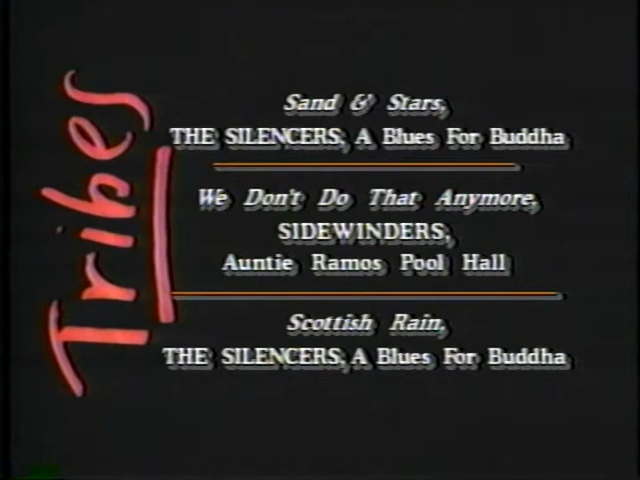 Tribes
Sand & Stars,
THE SILENCERS, A Blues For Buddha
We Don't Do That Anymore,
SIDEWINDERS,
Auntie Ramos Pool Hall
Scottish Rain,
THE SILENCERS, A Blues For Buddha